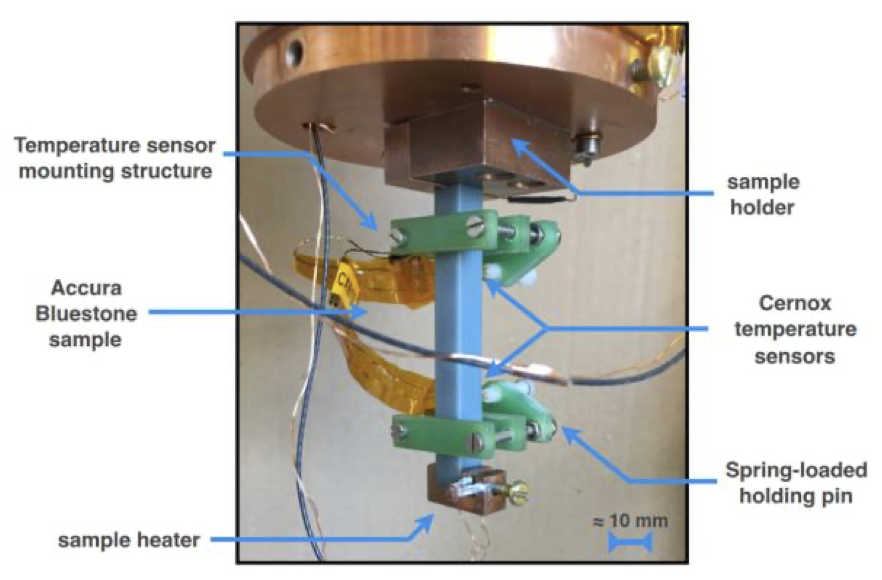 Temperature sensor
mounting structure
sample
holder
Accura
Bluestone
sample
Cernox
temperature
sensors
Spring-loaded
holding pin
≈ 10 mm
sample heater